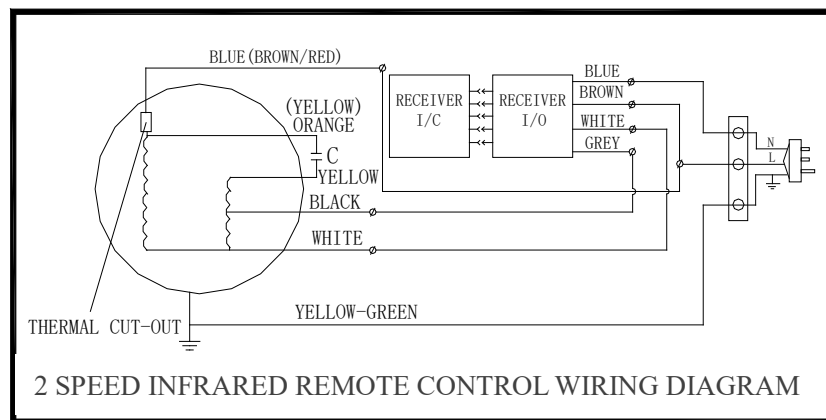 BLUE(BROWN/RED)
(YELLOW)
ORANGE
C
YELLOW
BLACK
WHITE
THERMAL CUT-OUT
YELLOW-GREEN
RECEIVER
I/C
RECEIVER
I/O
BLUE
BROWN
WHITE
GREY
N
L
2 SPEED INFRARED REMOTE CONTROL WIRING DIAGRAM